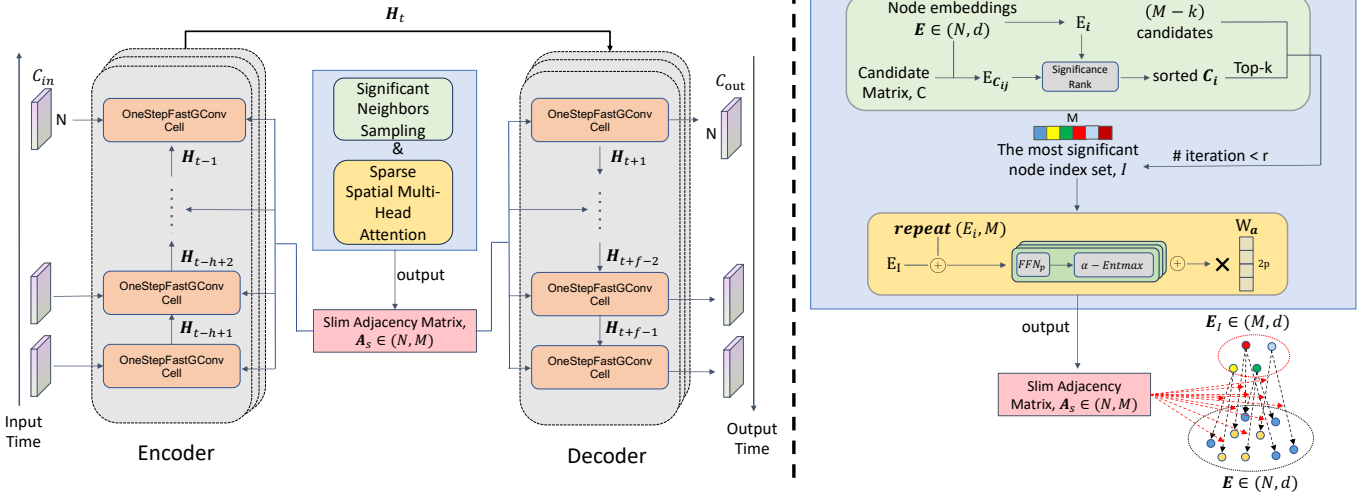 H_t
C_in
N
OneStepFastGConv
Cell
H_{t−1}
H_{t−h+2}
OneStepFastGConv
Cell
H_{t−h+1}
OneStepFastGConv
Cell
Input
Time
Encoder
Significant
Neighbors
Sampling
&
Sparse
Spatial Multi-
Head
Attention
output
Slim Adjacency Matrix,
A_s ∈ (N, M)
C_out
N
OneStepFastGConv
Cell
H_{t+1}
H_{t+f−2}
OneStepFastGConv
Cell
H_{t+f−1}
OneStepFastGConv
Cell
Output
Time
Decoder
Node embeddings
E ∈ (N, d)
E_i
(M − k)
candidates
Candidate
Matrix, C
E_{C_{ij}}
Significance
Rank
sorted C_i
Top-k
M
The most significant
node index set, I
# iteration < r
repeat (E_i, M)
E_I
+
FFN_p
α − Entmax
+
×
W_a
2p
output
E_I ∈ (M, d)
Slim Adjacency
Matrix, A_s ∈ (N, M)
E ∈ (N, d)